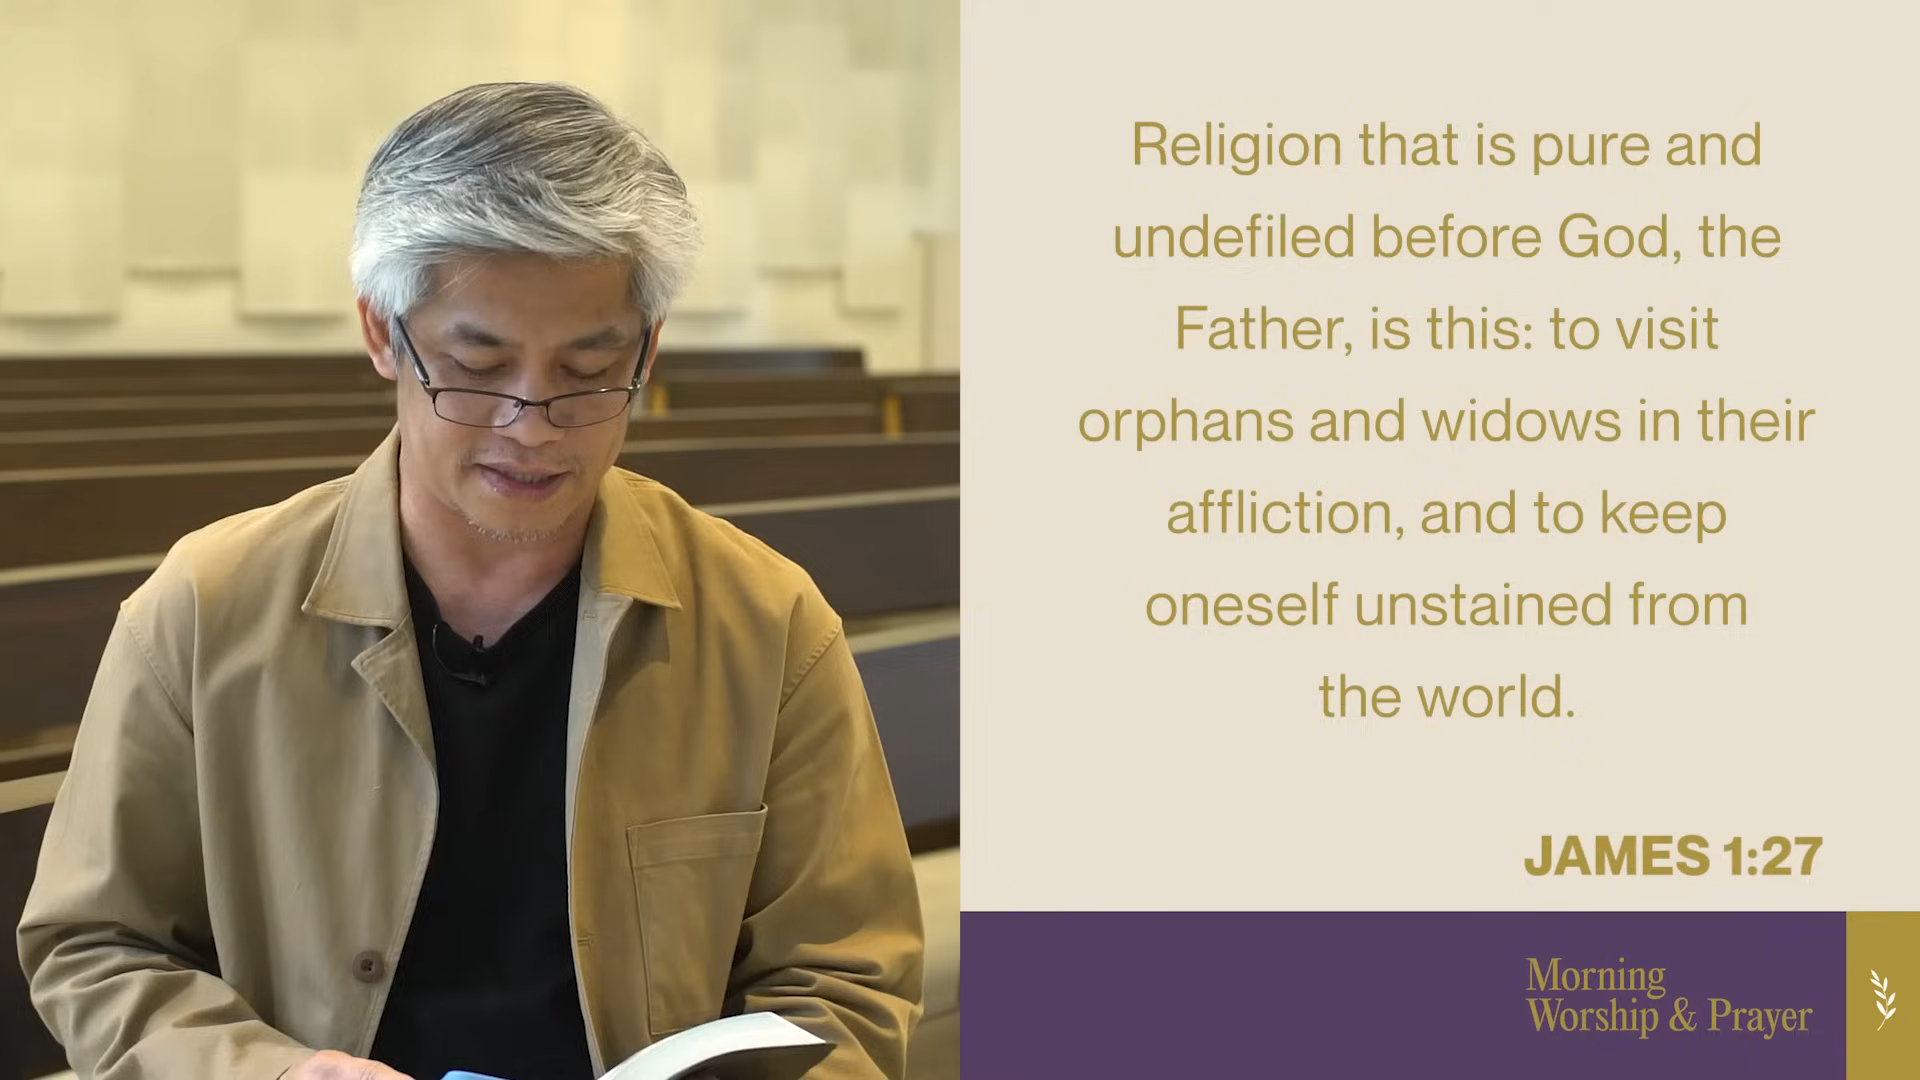 Religion that is pure and
undefiled before God, the
Father, is this: to visit
orphans and widows in their
affliction, and to keep
oneself unstained from
the world.
JAMES 1:27
Morning
Worship & Prayer